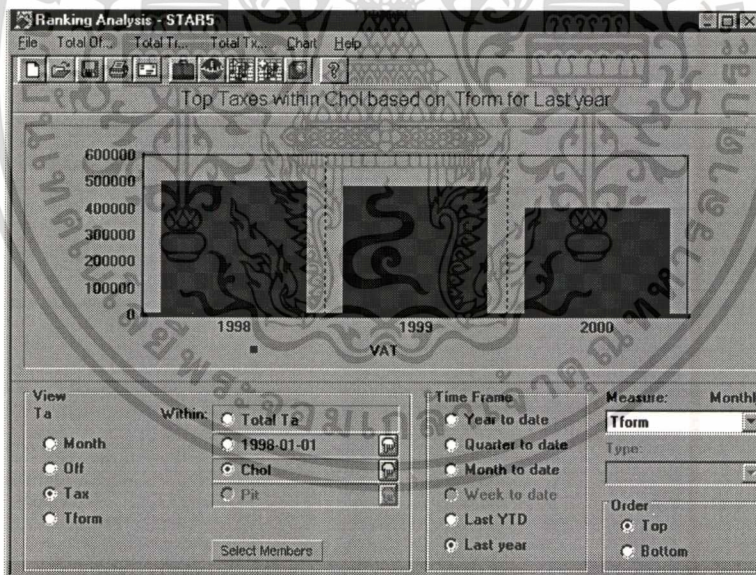 Ranking Analysis - STAR5
File Total Of... Total Ti... Total Tx... Chart Help
Top Taxes within Chol based on Tform for Last year
600000
500000
400000
300000
200000
100000
0
1998 1999 2000
VAT
View
Ta
Month
Off
Tax
Tform
Within:
Total Ta
1998-01-01
Chol
Pit
Select Members
Time Frame
Year to date
Quarter to date
Month to date
Week to date
Last YTD
Last year
Measure: Monthl
Tform
Type:
Order
Top
Bottom